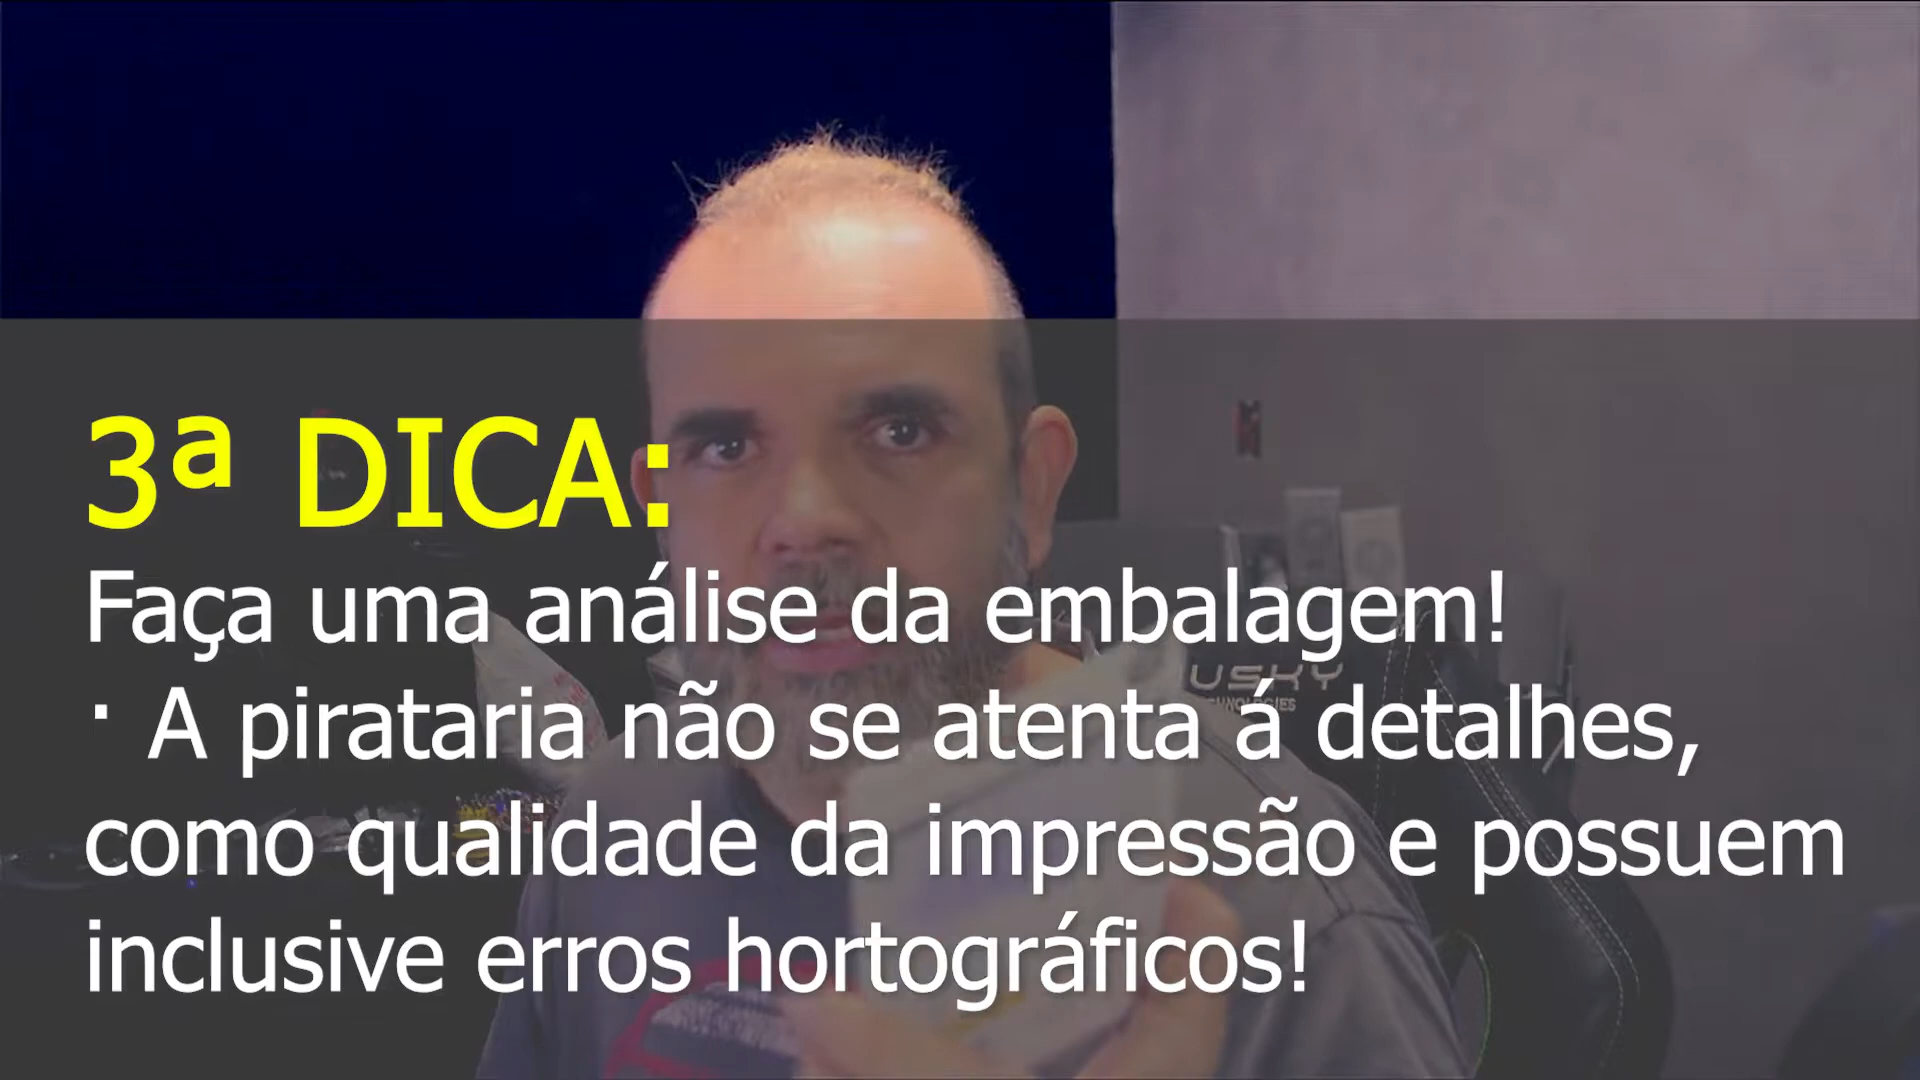 3ª DICA:
Faça uma análise da embalagem!
· A pirataria não se atenta á detalhes,
como qualidade da impressão e possuem
inclusive erros hortográficos!
USKY